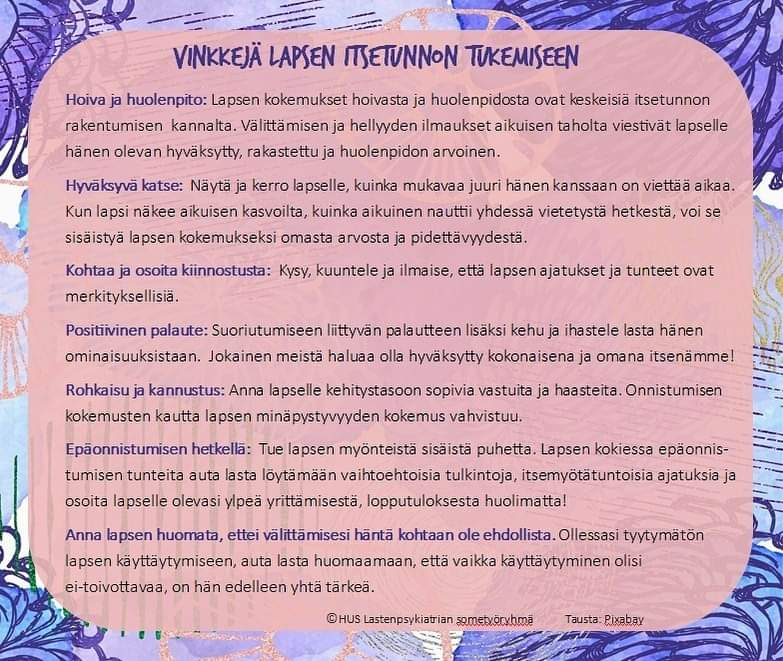 VINKKEJÄ LAPSEN ITSETUNNON TUKEMISEEN
Hoiva ja huolenpito: Lapsen kokemukset hoivasta ja huolenpidosta ovat keskeisiä itsetunnon
rakentumisen kannalta. Välittämisen ja hellyyden ilmaukset aikuisen taholta viestivät lapselle
hänen olevan hyväksytty, rakastettu ja huolenpidon arvoinen.
Hyväksyvä katse: Näytä ja kerro lapselle, kuinka mukavaa juuri hänen kanssaan on viettää aikaa.
Kun lapsi näkee aikuisen kasvoilta, kuinka aikuinen nauttii yhdessä vietetystä hetkestä, voi se
sisäistyä lapsen kokemukseksi omasta arvosta ja pidettävyydestä.
Kohtaa ja osoita kiinnostusta: Kysy, kuuntele ja ilmaise, että lapsen ajatukset ja tunteet ovat
merkityksellisiä.
Positiivinen palaute: Suoriutumiseen liittyvän palautteen lisäksi kehu ja ihastele lasta hänen
ominaisuuksistaan. Jokainen meistä haluaa olla hyväksytty kokonaisena ja omana itsenämme!
Rohkaisu ja kannustus: Anna lapselle kehitystasoon sopivia vastuita ja haasteita. Onnistumisen
kokemusten kautta lapsen minäpystyvyyden kokemus vahvistuu.
Epäonnistumisen hetkellä: Tue lapsen myönteistä sisäistä puhetta. Lapsen kokiessa epäonnis-
tumisen tunteita auta lasta löytämään vaihtoehtoisia tulkintoja, itsemyötätuntoisia ajatuksia ja
osoita lapselle olevasi ylpeä yrittämisestä, lopputuloksesta huolimatta!
Anna lapsen huomata, ettei välittämisesi häntä kohtaan ole ehdollista. Ollessasi tyytymätön
lapsen käyttäytymiseen, auta lasta huomaamaan, että vaikka käyttäytyminen olisi
ei-toivottavaa, on hän edelleen yhtä tärkeä.
©HUS Lastenpsykiatrian sometyöryhmä Tausta: Pixabay